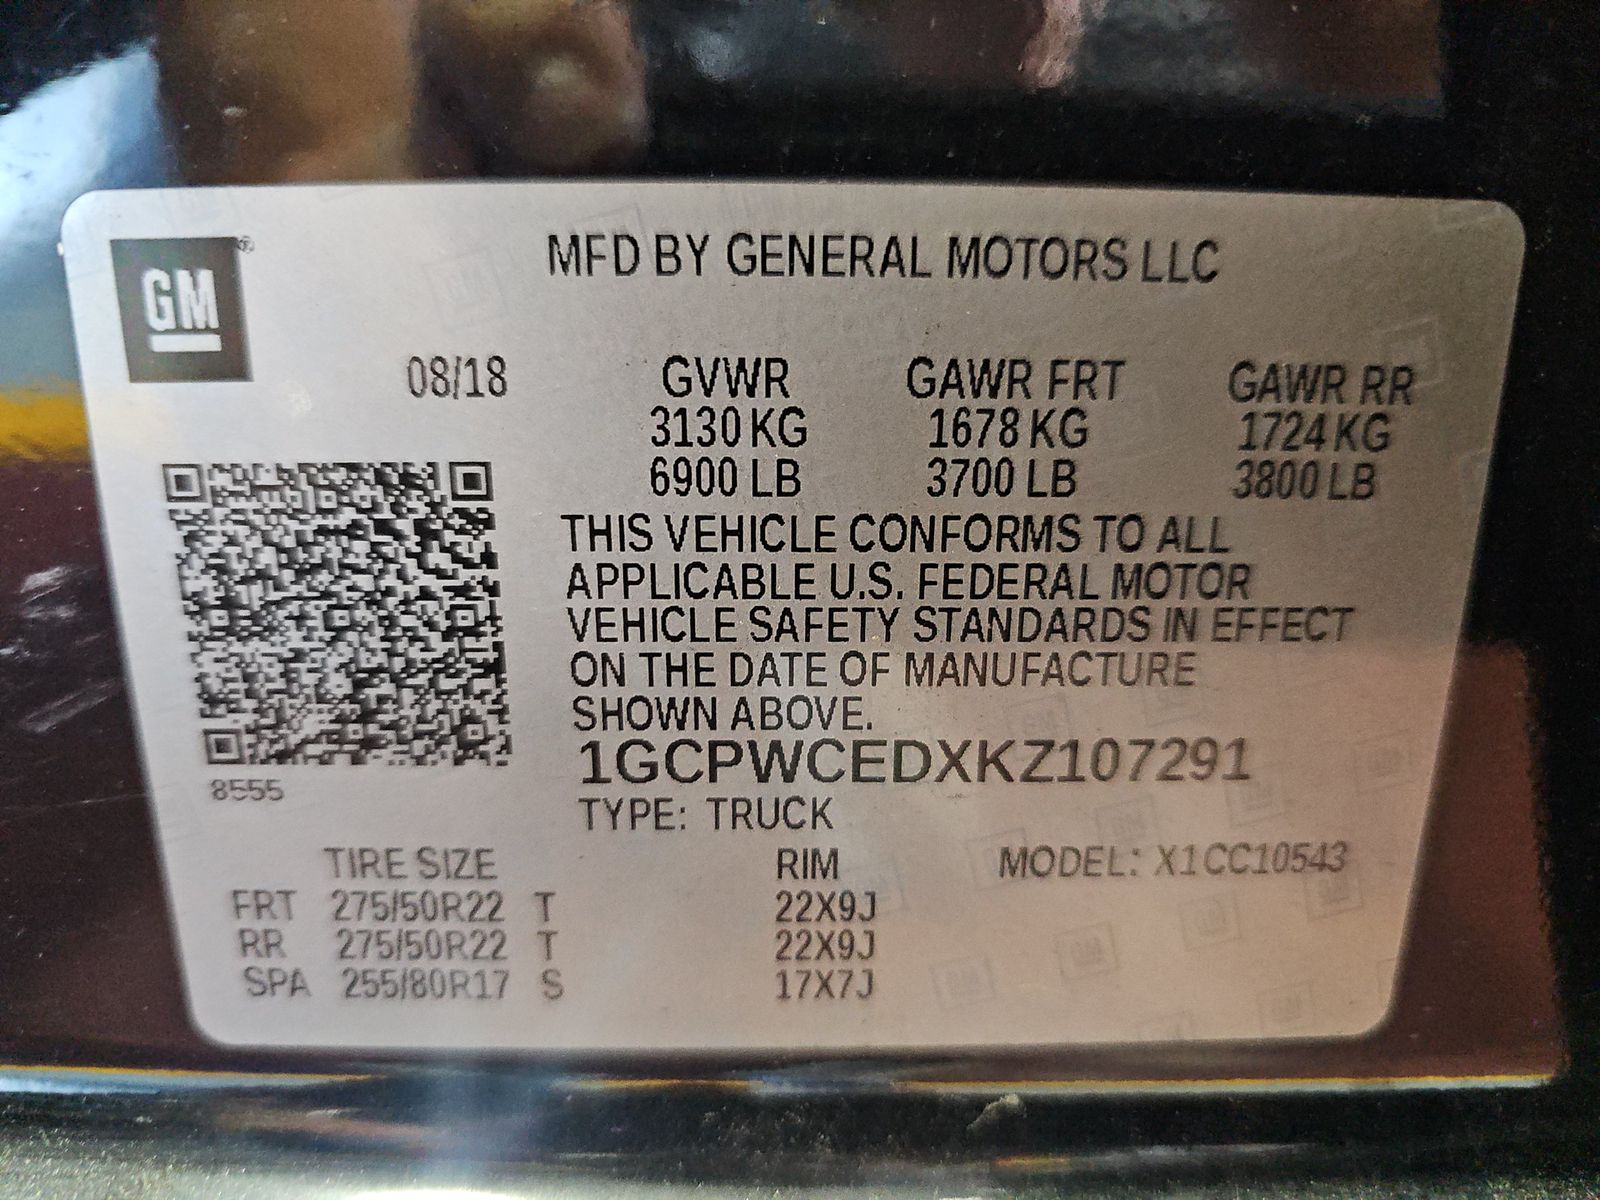 GM®
MFD BY GENERAL MOTORS LLC
08/18 GVWR GAWR FRT GAWR RR
3130 KG 1678 KG 1724 KG
6900 LB 3700 LB 3800 LB
THIS VEHICLE CONFORMS TO ALL
APPLICABLE U.S. FEDERAL MOTOR
VEHICLE SAFETY STANDARDS IN EFFECT
ON THE DATE OF MANUFACTURE
SHOWN ABOVE.
1GCPWCEDXKZ107291
8555
TYPE: TRUCK
TIRE SIZE RIM MODEL: X1CC10543
FRT 275/50R22 T 22X9J
RR 275/50R22 T 22X9J
SPA 255/80R17 S 17X7J